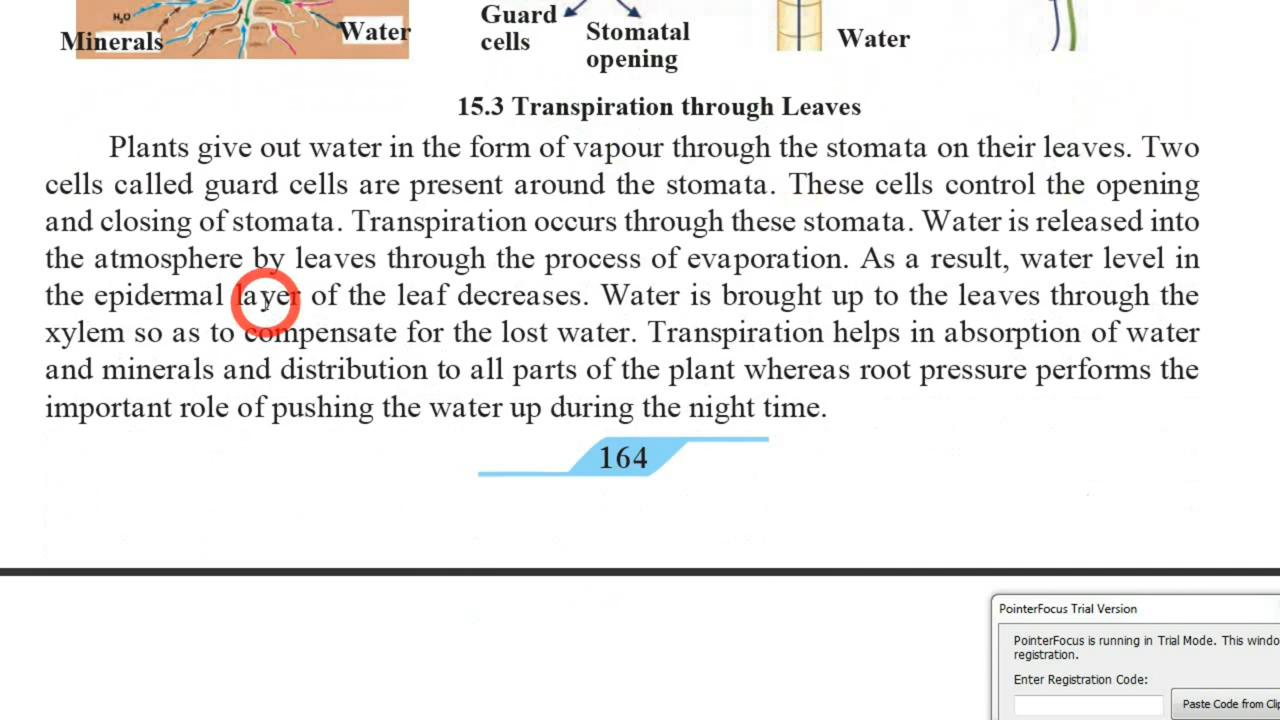 H₂O
Minerals
Water
Guard
cells
Stomatal
opening
Water
15.3 Transpiration through Leaves
Plants give out water in the form of vapour through the stomata on their leaves. Two
cells called guard cells are present around the stomata. These cells control the opening
and closing of stomata. Transpiration occurs through these stomata. Water is released into
the atmosphere by leaves through the process of evaporation. As a result, water level in
the epidermal layer of the leaf decreases. Water is brought up to the leaves through the
xylem so as to compensate for the lost water. Transpiration helps in absorption of water
and minerals and distribution to all parts of the plant whereas root pressure performs the
important role of pushing the water up during the night time.
164
PointerFocus Trial Version
PointerFocus is running in Trial Mode. This windo
registration.
Enter Registration Code:
Paste Code from Clip